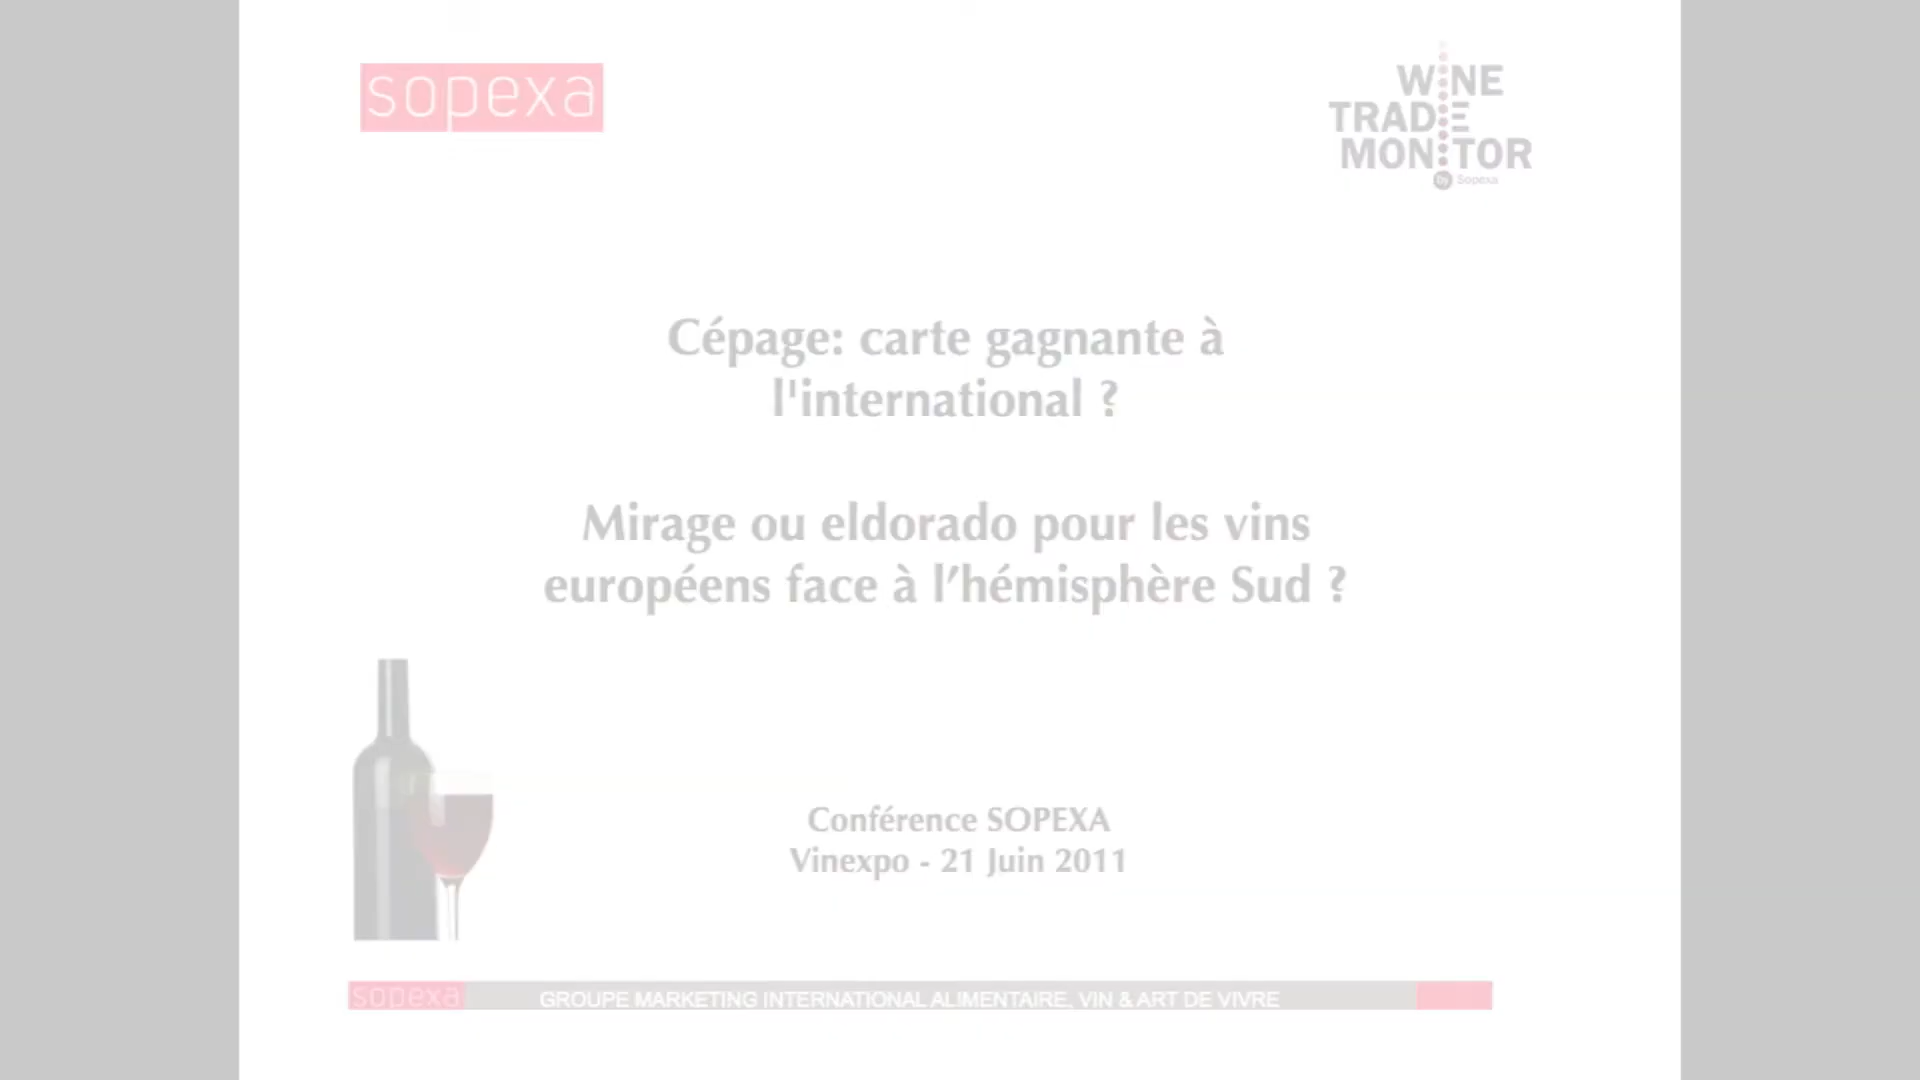 sopexa
WINE
TRADE
MONITOR
by Sopexa
Cépage: carte gagnante à
l'international ?
Mirage ou eldorado pour les vins
européens face à l’hémisphère Sud ?
Conférence SOPEXA
Vinexpo - 21 Juin 2011
sopexa GROUPE MARKETING INTERNATIONAL ALIMENTAIRE, VIN & ART DE VIVRE